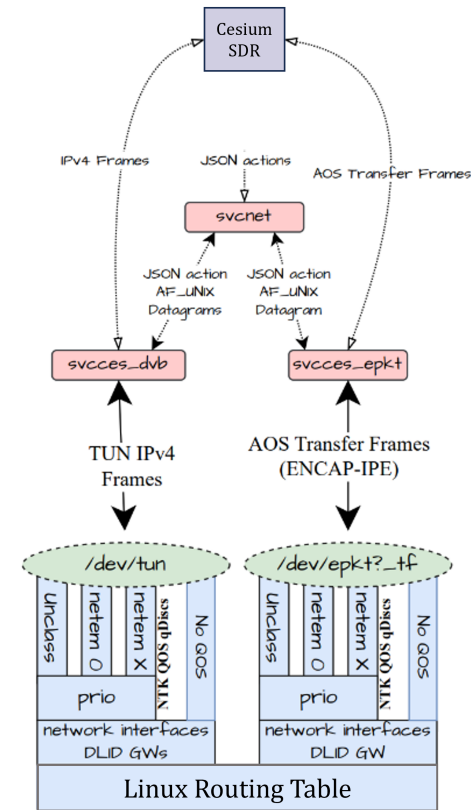 Cesium
SDR
IPv4 Frames
JSON actions
AOS Transfer Frames
svcnet
JSON action
AF_UNIX
Datagrams
JSON action
AF_UNIX
Datagram
svcces_dvb
svcces_epkt
TUN IPv4
Frames
AOS Transfer Frames
(ENCAP-IPE)
/dev/tun
/dev/epkt?_tf
Unclass
netem 0
netem X
NTK QOS qDiscs
No QOS
Unclass
netem 0
netem X
NTK QOS qDiscs
No QOS
prio
prio
network interfaces
DLID GWs
network interfaces
DLID GW
Linux Routing Table